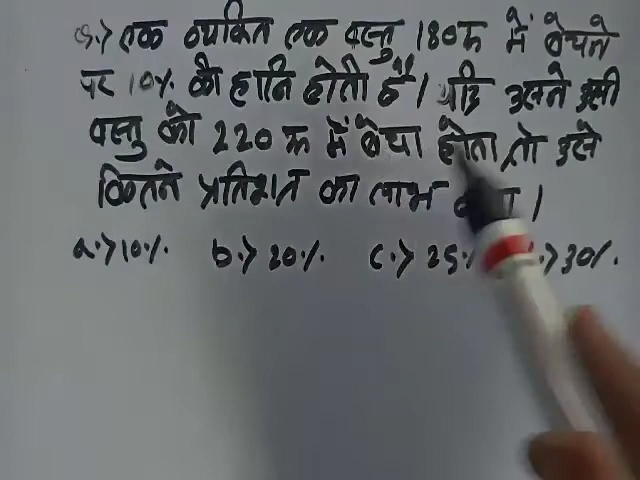 Q.> एक व्यक्ति एक वस्तु 180रू में बेचने
पर 10% की हानि होती है। यदि उसने उसी
वस्तु को 220 रू में बेचा होता, तो उसे
कितने प्रतिशत का लाभ
a.> 10.%. b.> 20.%. c.> 25.% .> 30%.